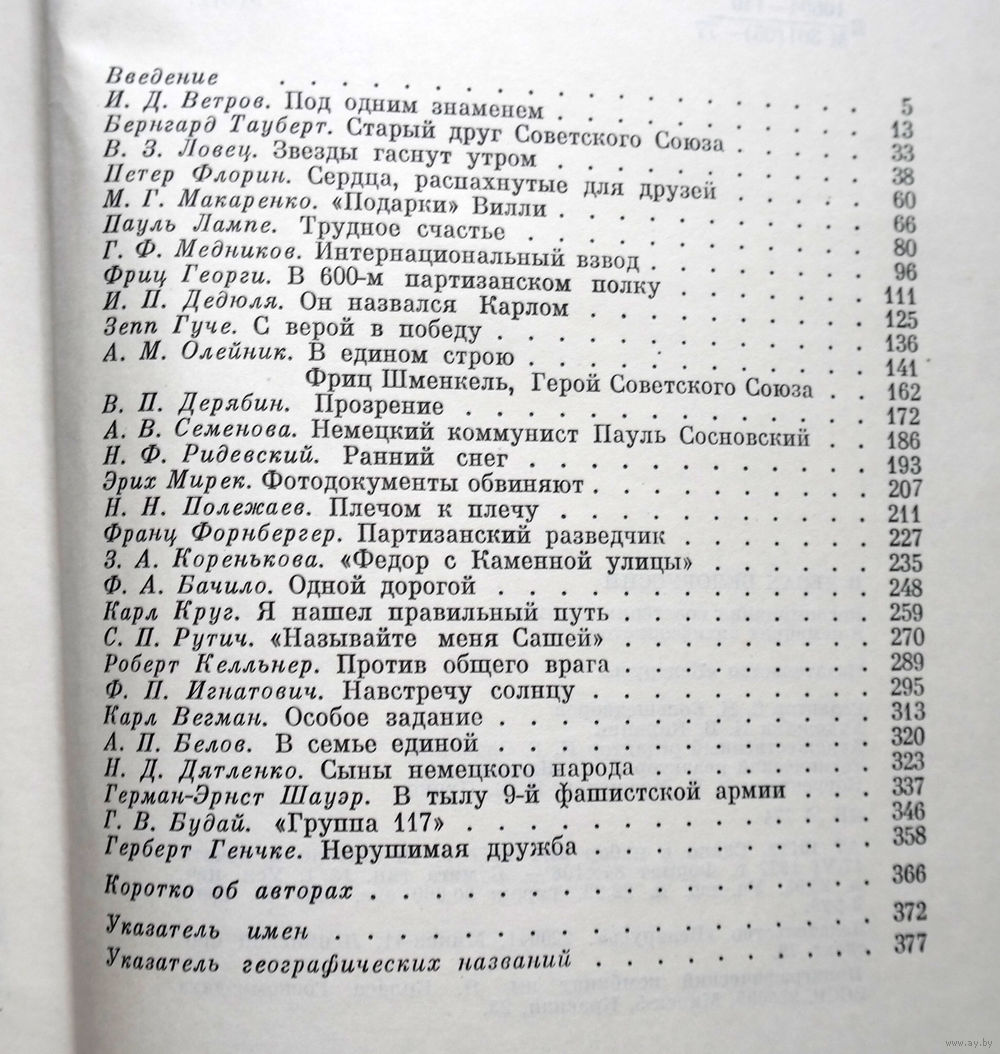 Введение . . . . . . . . . . . . . . . . . . 5
И. Д. Ветров. Под одним знаменем . . . . . . . . . . 13
Бернгард Тауберт. Старый друг Советского Союза . . . . . 33
В. З. Ловец. Звезды гаснут утром . . . . . . . . . . 38
Петер Флорин. Сердца, распахнутые для друзей . . . . . 60
М. Г. Макаренко. «Подарки» Вилли . . . . . . . . . . 66
Пауль Лампе. Трудное счастье . . . . . . . . . . . 80
Г. Ф. Медников. Интернациональный взвод . . . . . . . 96
Фриц Георги. В 600-м партизанском полку . . . . . . 111
И. П. Дедюля. Он назвался Карлом . . . . . . . . . 125
Зепп Гуче. С верой в победу . . . . . . . . . . . . 136
А. М. Олейник. В едином строю . . . . . . . . . . . 141
Фриц Шменкель, Герой Советского Союза . . 162
В. П. Дерябин. Прозрение . . . . . . . . . . . . . 172
А. В. Семенова. Немецкий коммунист Пауль Сосновский . . 186
Н. Ф. Ридевский. Ранний снег . . . . . . . . . . . 193
Эрих Мирек. Фотодокументы обвиняют . . . . . . . . . 207
Н. Н. Полежаев. Плечом к плечу . . . . . . . . . . 211
Франц Форнбергер. Партизанский разведчик . . . . . . 227
З. А. Коренькова. «Федор с Каменной улицы» . . . . . . 235
Ф. А. Бачило. Одной дорогой . . . . . . . . . . . . 248
Карл Круг. Я нашел правильный путь . . . . . . . . 259
С. П. Рутич. «Называйте меня Сашей» . . . . . . . . 270
Роберт Келльнер. Против общего врага . . . . . . . . 289
Ф. П. Игнатович. Навстречу солнцу . . . . . . . . . 295
Карл Вегман. Особое задание . . . . . . . . . . . . 313
А. П. Белов. В семье единой . . . . . . . . . . . . 320
Н. Д. Дятленко. Сыны немецкого народа . . . . . . . 323
Герман-Эрнст Шауэр. В тылу 9-й фашистской армии . . . 337
Г. В. Будай. «Группа 117» . . . . . . . . . . . . . 346
Герберт Генчке. Нерушимая дружба . . . . . . . . . 358
Коротко об авторах . . . . . . . . . . . . . . . . 366
Указатель имен . . . . . . . . . . . . . . . . . . 372
Указатель географических названий . . . . . . . . . 377
www.ay.by